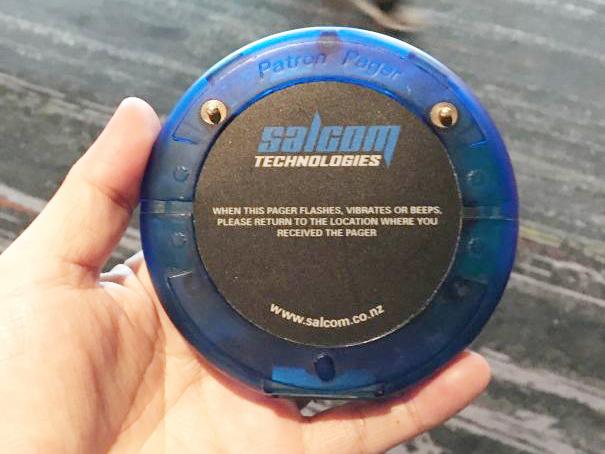 Patron Pager
salcom
TECHNOLOGIES
WHEN THIS PAGER FLASHES, VIBRATES OR BEEPS,
PLEASE RETURN TO THE LOCATION WHERE YOU
RECEIVED THE PAGER
www.salcom.co.nz